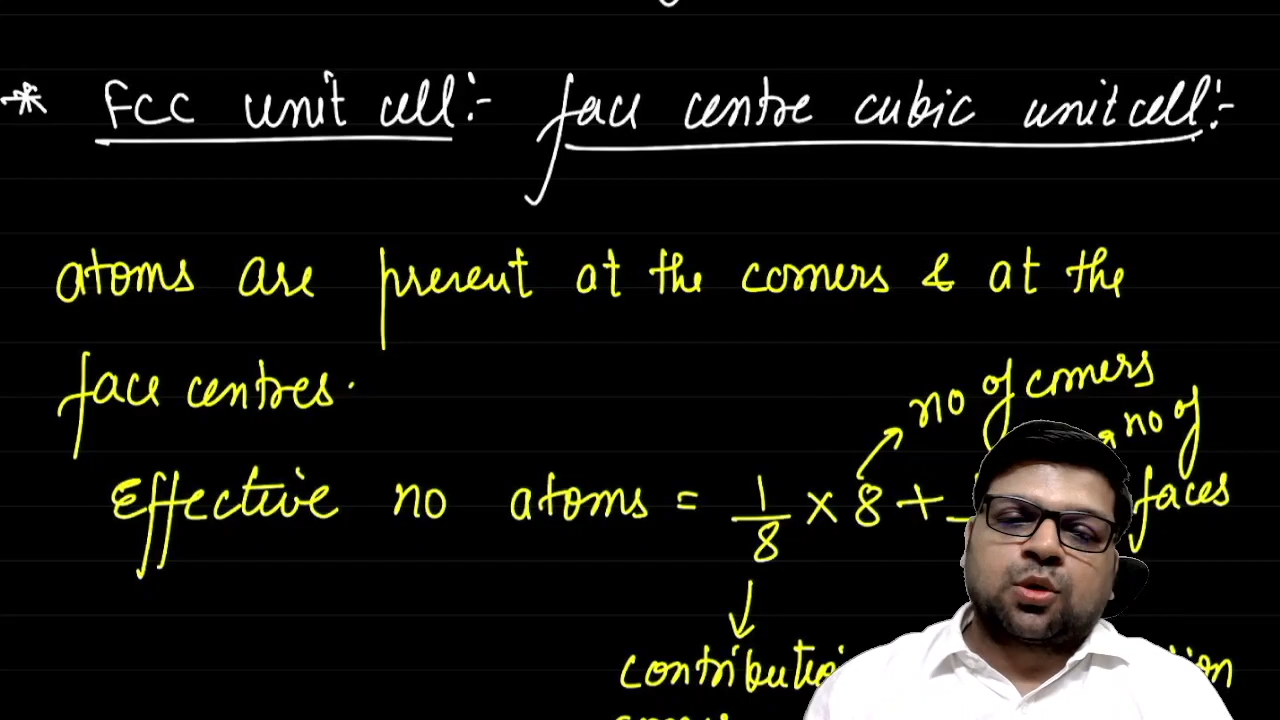 * FCC unit cell:- face centre cubic unit cell:-
atoms are present at the corners & at the
face centres.
no of corners
no of
faces
Effective no atoms = 1/8 × 8 +